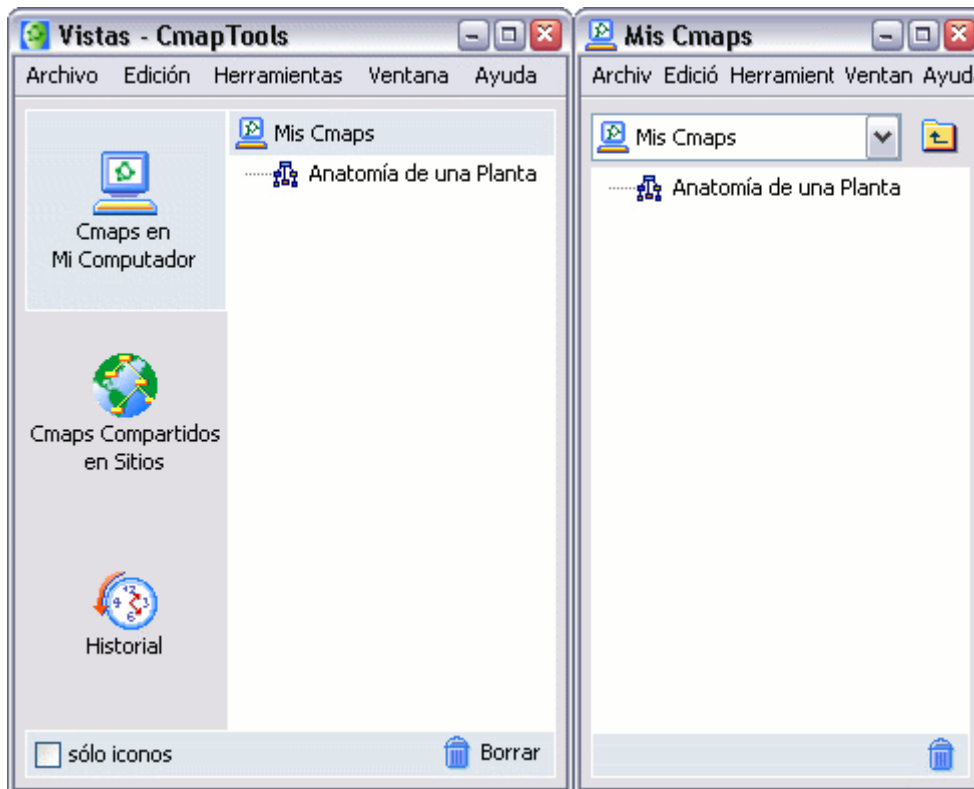 Vistas - CmapTools
Archivo Edición Herramientas Ventana Ayuda
Cmaps en
Mi Computador
Cmaps Compartidos
en Sitios
Historial
Mis Cmaps
Anatomía de una Planta
sólo iconos
Borrar
Mis Cmaps
Archiv Edició Herramient Ventan Ayud
Mis Cmaps
Anatomía de una Planta